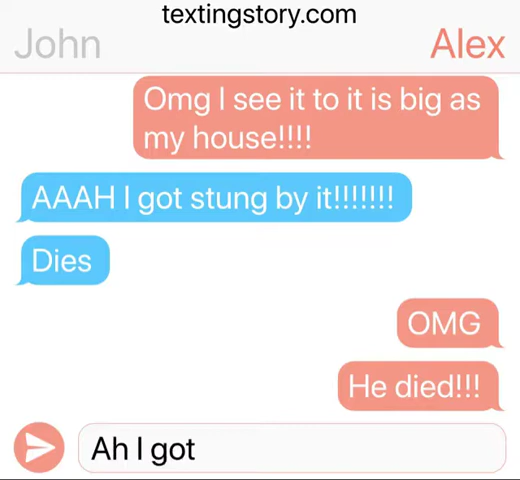 textingstory.com
John
Alex
Omg I see it to it is big as
my house!!!!
AAAH I got stung by it!!!!!!!
Dies
OMG
He died!!!
Ah I got